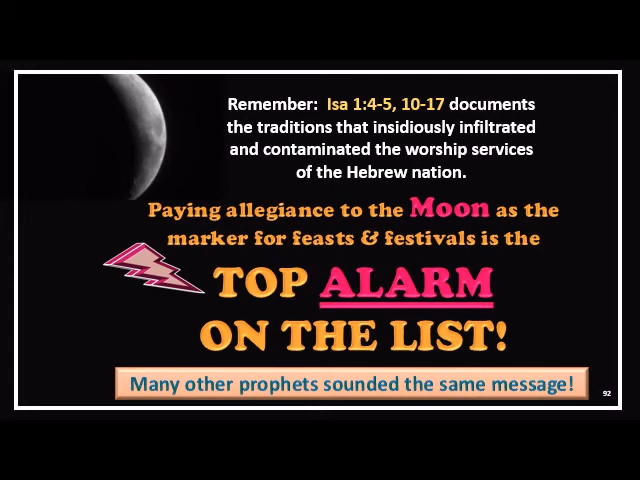 Remember: Isa 1:4-5, 10-17 documents
the traditions that insidiously infiltrated
and contaminated the worship services
of the Hebrew nation.
Paying allegiance to the Moon as the
marker for feasts & festivals is the
TOP ALARM
ON THE LIST!
Many other prophets sounded the same message!
92